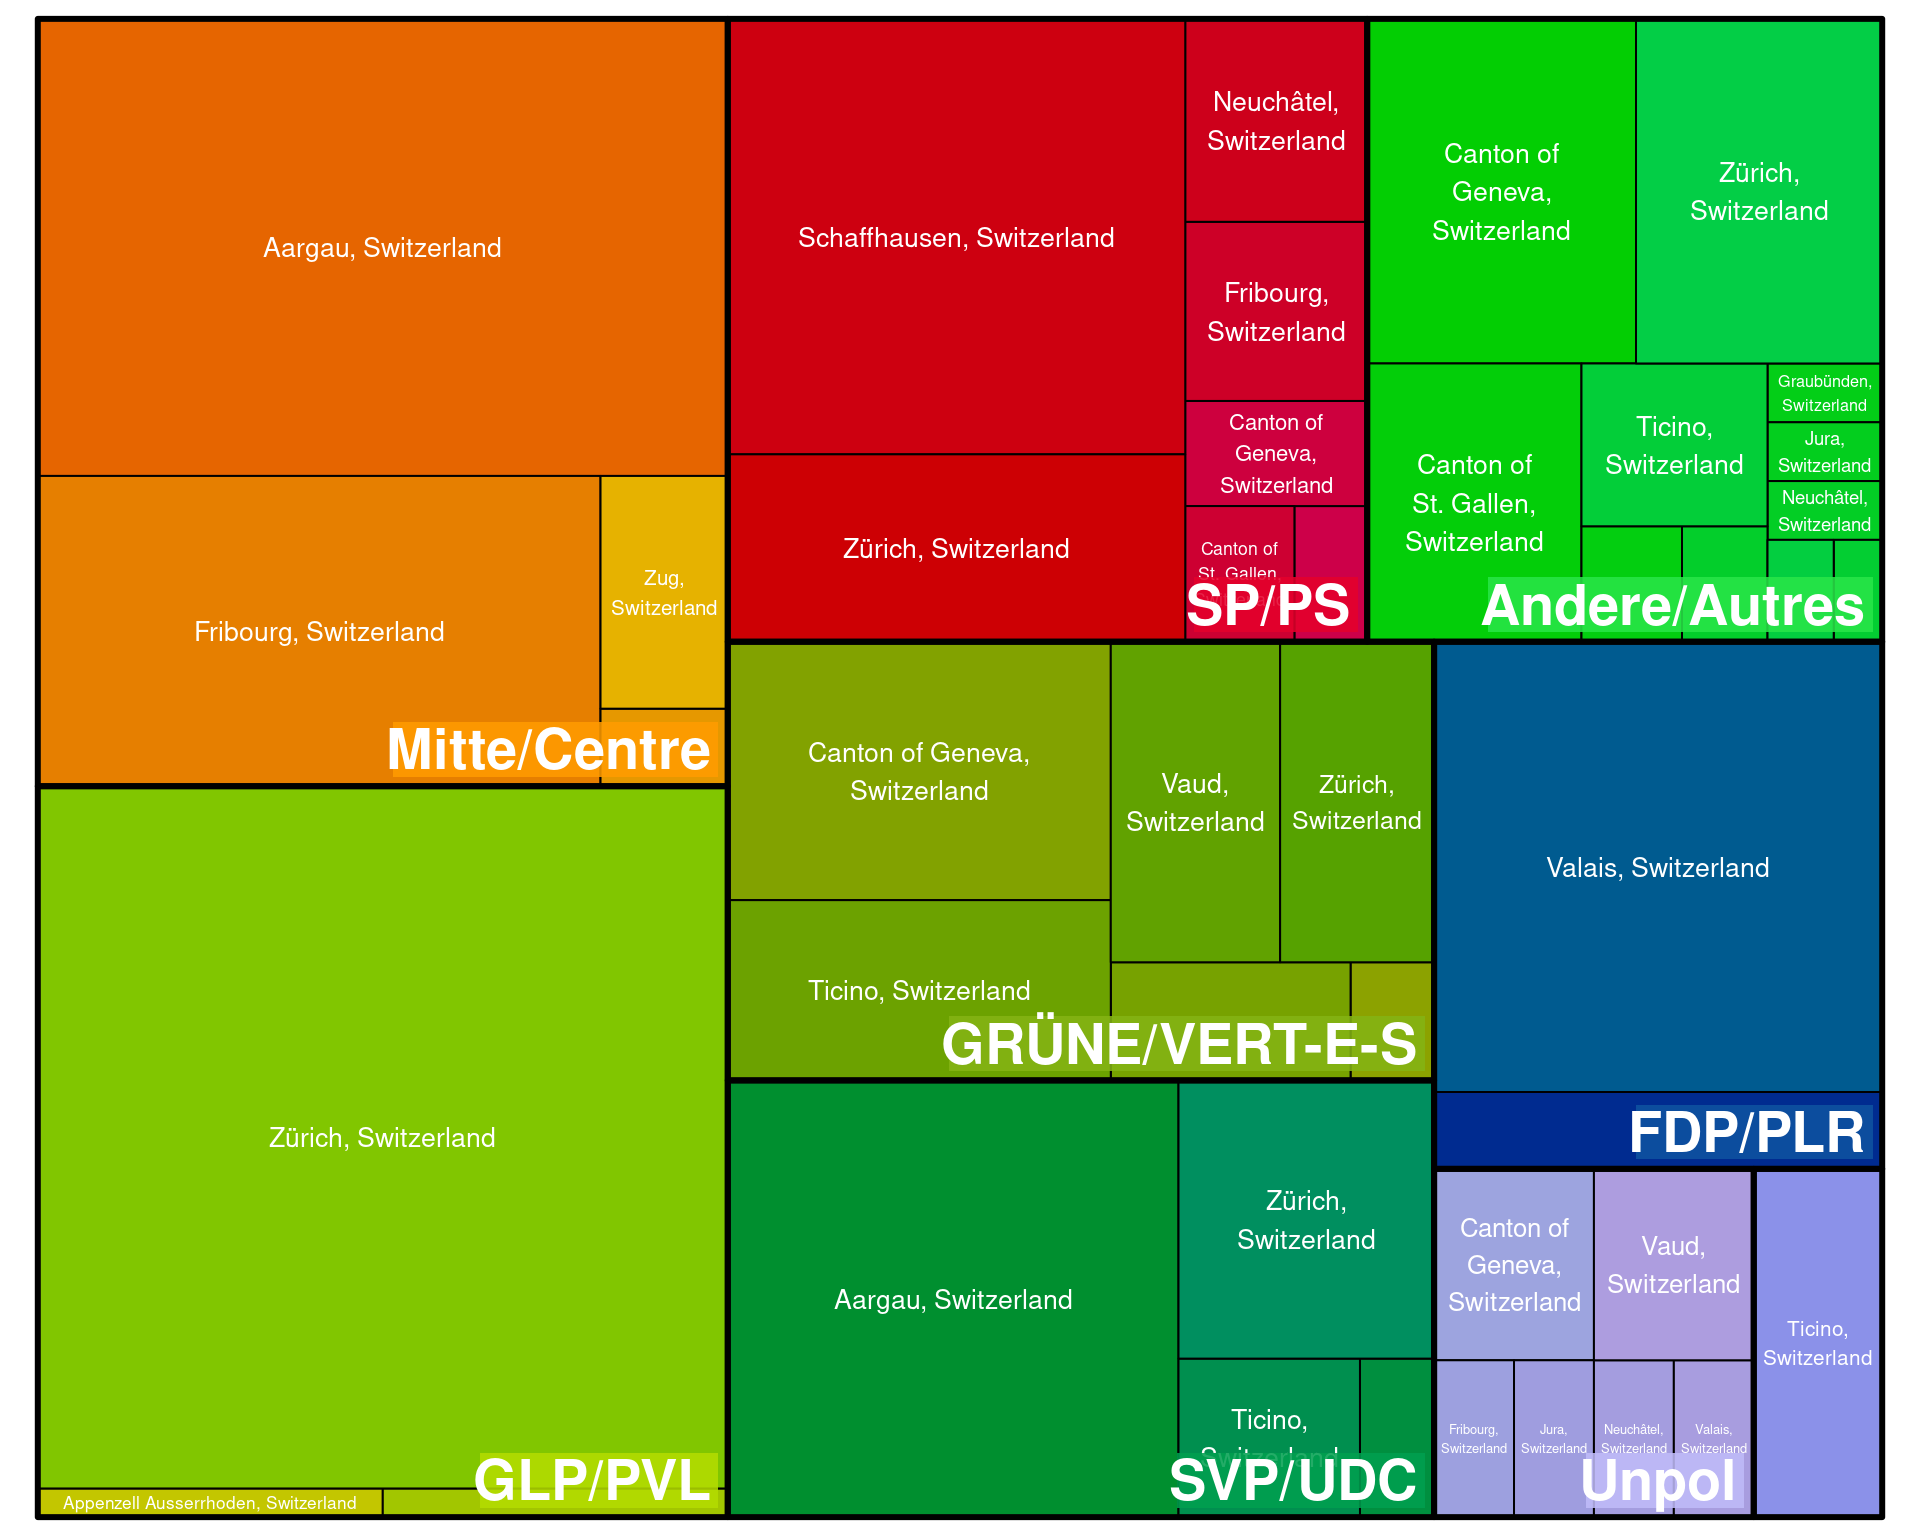 Aargau, Switzerland
Fribourg, Switzerland
Zug,
Switzerland
Mitte/Centre
Zürich, Switzerland
Appenzell Ausserrhoden, Switzerland
GLP/PVL
Schaffhausen, Switzerland
Zürich, Switzerland
Neuchâtel,
Switzerland
Fribourg,
Switzerland
Canton of
Geneva,
Switzerland
Canton of
St. Gallen,
SP/PS
Canton of
Geneva,
Switzerland
Zürich,
Switzerland
Canton of
St. Gallen,
Switzerland
Ticino,
Switzerland
Graubünden,
Switzerland
Jura,
Switzerland
Neuchâtel,
Switzerland
Andere/Autres
Canton of Geneva,
Switzerland
Ticino, Switzerland
Vaud,
Switzerland
Zürich,
Switzerland
GRÜNE/VERT-E-S
Valais, Switzerland
FDP/PLR
Aargau, Switzerland
Zürich,
Switzerland
Ticino,
Switzerland
SVP/UDC
Canton of
Geneva,
Switzerland
Vaud,
Switzerland
Fribourg,
Switzerland
Jura,
Switzerland
Neuchâtel,
Switzerland
Valais,
Switzerland
Unpol
Ticino,
Switzerland